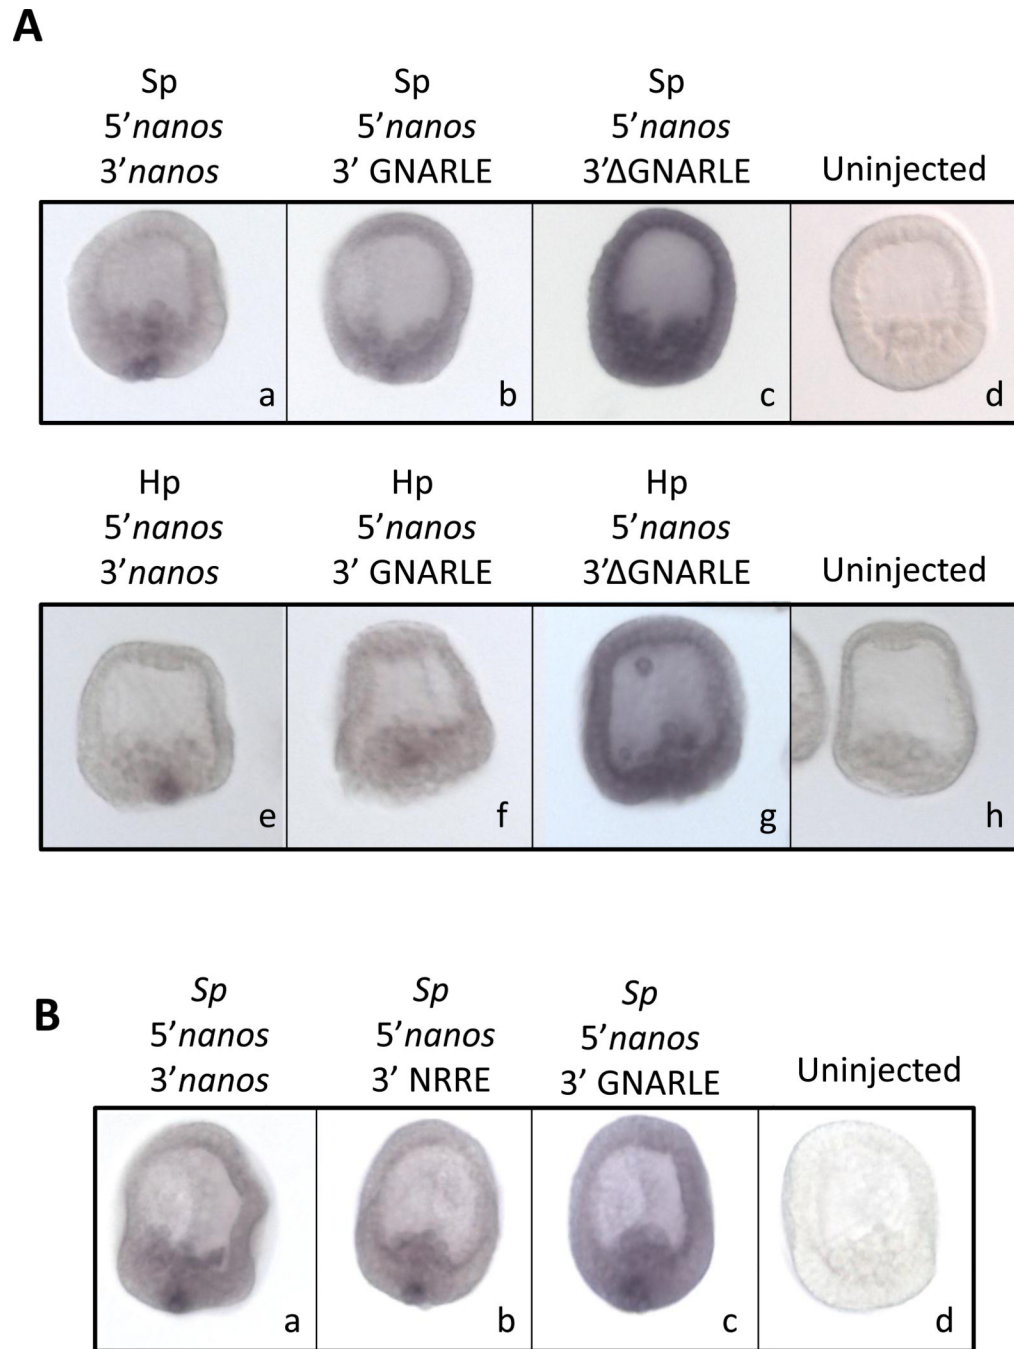 A
Sp
5’nanos
3’nanos
Sp
5’nanos
3’ GNARLE
Sp
5’nanos
3’ΔGNARLE
Uninjected
a
b
c
d
Hp
5’nanos
3’nanos
Hp
5’nanos
3’ GNARLE
Hp
5’nanos
3’ΔGNARLE
Uninjected
e
f
g
h
B
Sp
5’nanos
3’nanos
Sp
5’nanos
3’ NRRE
Sp
5’nanos
3’ GNARLE
Uninjected
a
b
c
d